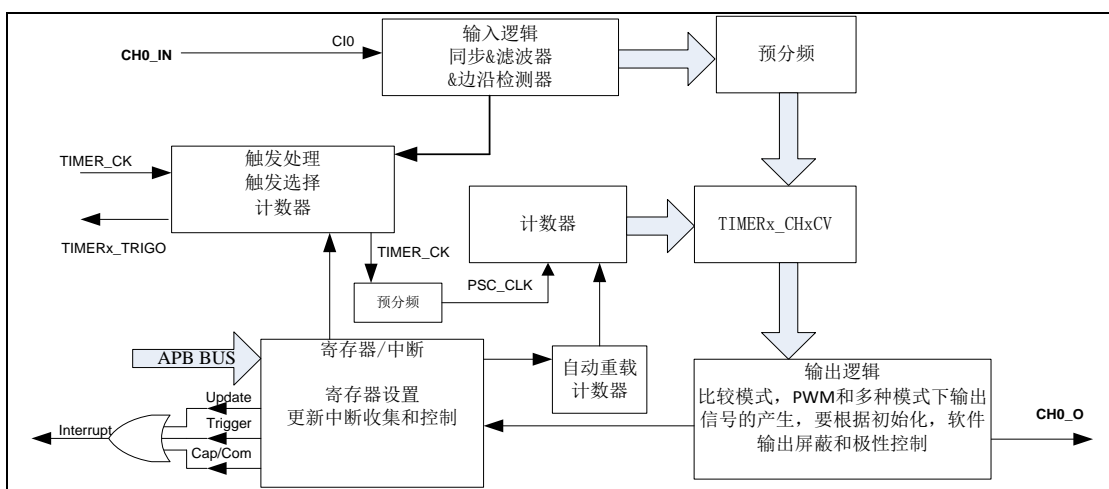 CH0_IN
CI0
输入逻辑
同步&滤波器
&边沿检测器
预分频
TIMER_CK
TIMERx_TRIGO
触发处理
触发选择
计数器
TIMER_CK
预分频
PSC_CLK
计数器
TIMERx_CHxCV
APB BUS
寄存器/中断
寄存器设置
更新中断收集和控制
自动重载
计数器
输出逻辑
比较模式，PWM和多种模式下输出
信号的产生，要根据初始化，软件
输出屏蔽和极性控制
CH0_O
Update
Trigger
Cap/Com
Interrupt